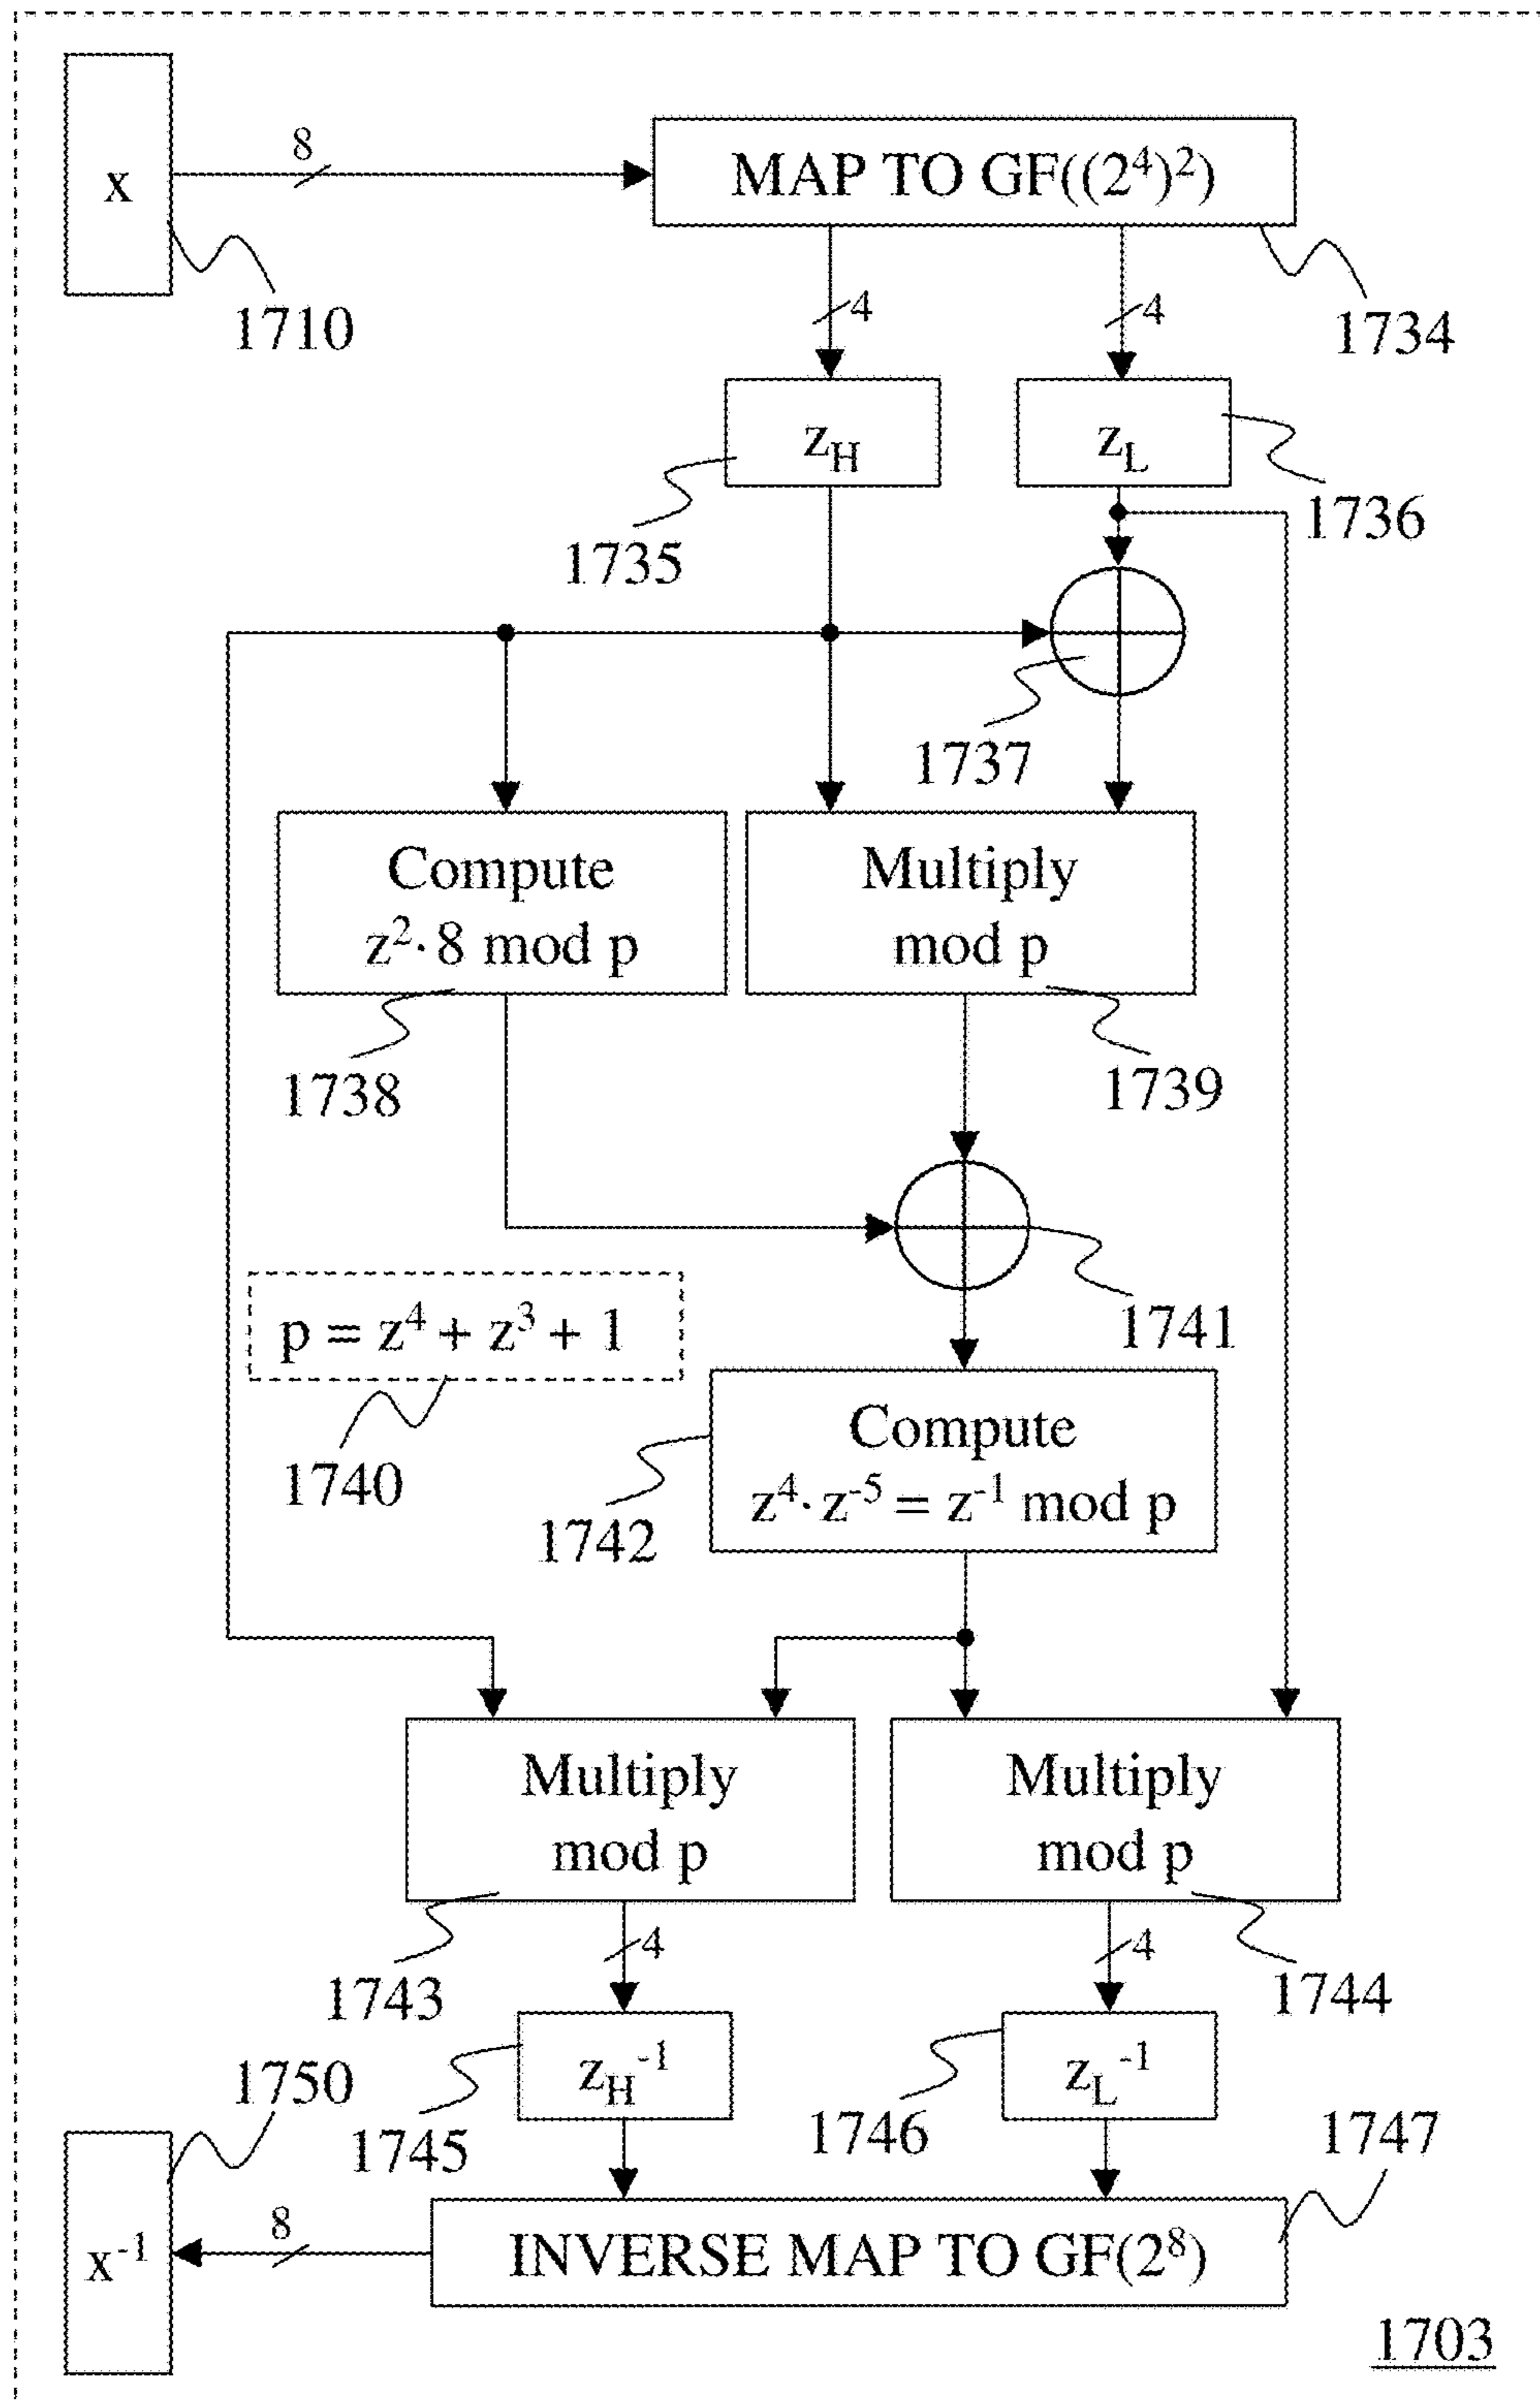 x
8
MAP TO GF((2⁴)²)
1710
4
4
1734
z_H
z_L
1735
1736
1737
Compute
z²·8 mod p
Multiply
mod p
1738
1739
p = z⁴ + z³ + 1
1741
1740
Compute
z⁴·z⁻⁵ = z⁻¹ mod p
1742
Multiply
mod p
Multiply
mod p
4
4
1743
1744
z_H⁻¹
z_L⁻¹
1750
1745
1746
1747
x⁻¹
8
INVERSE MAP TO GF(2⁸)
1703